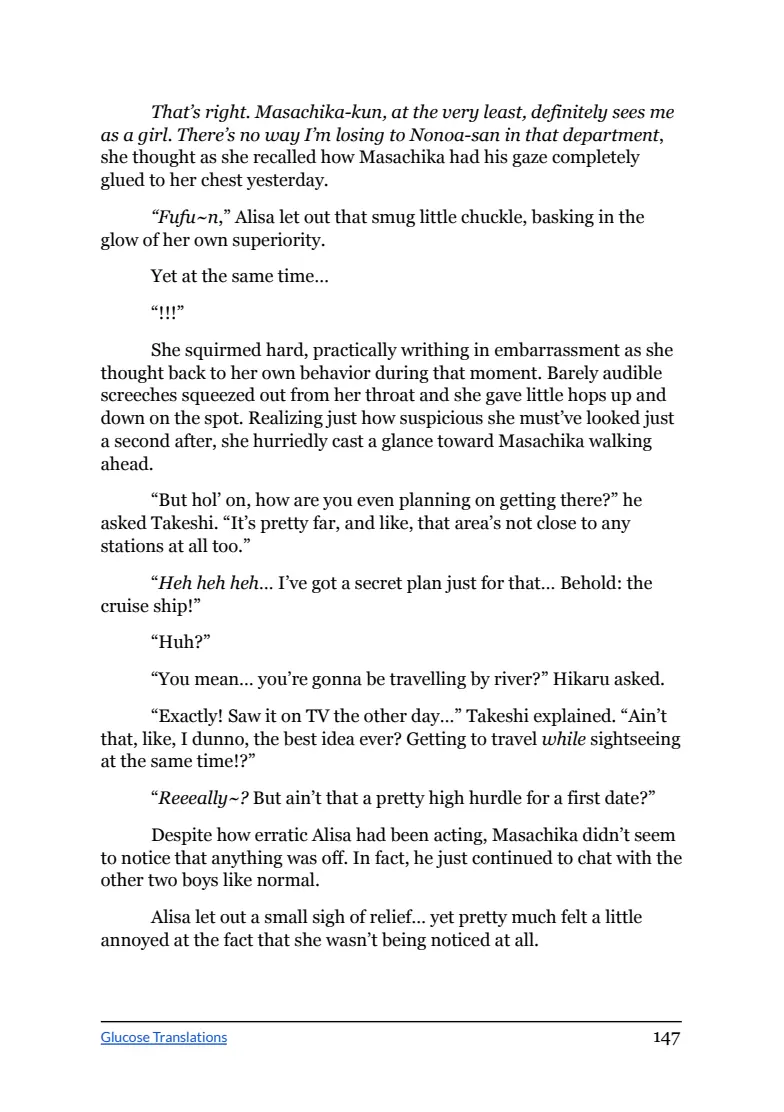 That’s right. Masachika-kun, at the very least, definitely sees me
as a girl. There’s no way I’m losing to Nonoa-san in that department,
she thought as she recalled how Masachika had his gaze completely
glued to her chest yesterday.
“Fufu~n,” Alisa let out that smug little chuckle, basking in the
glow of her own superiority.
Yet at the same time…
“!!!”
She squirmed hard, practically writhing in embarrassment as she
thought back to her own behavior during that moment. Barely audible
screeches squeezed out from her throat and she gave little hops up and
down on the spot. Realizing just how suspicious she must’ve looked just
a second after, she hurriedly cast a glance toward Masachika walking
ahead.
“But hol’ on, how are you even planning on getting there?” he
asked Takeshi. “It’s pretty far, and like, that area’s not close to any
stations at all too.”
“Heh heh heh… I’ve got a secret plan just for that… Behold: the
cruise ship!”
“Huh?”
“You mean… you’re gonna be travelling by river?” Hikaru asked.
“Exactly! Saw it on TV the other day…” Takeshi explained. “Ain’t
that, like, I dunno, the best idea ever? Getting to travel while sightseeing
at the same time!?”
“Reeeally~? But ain’t that a pretty high hurdle for a first date?”
Despite how erratic Alisa had been acting, Masachika didn’t seem
to notice that anything was off. In fact, he just continued to chat with the
other two boys like normal.
Alisa let out a small sigh of relief… yet pretty much felt a little
annoyed at the fact that she wasn’t being noticed at all.
Glucose Translations
147